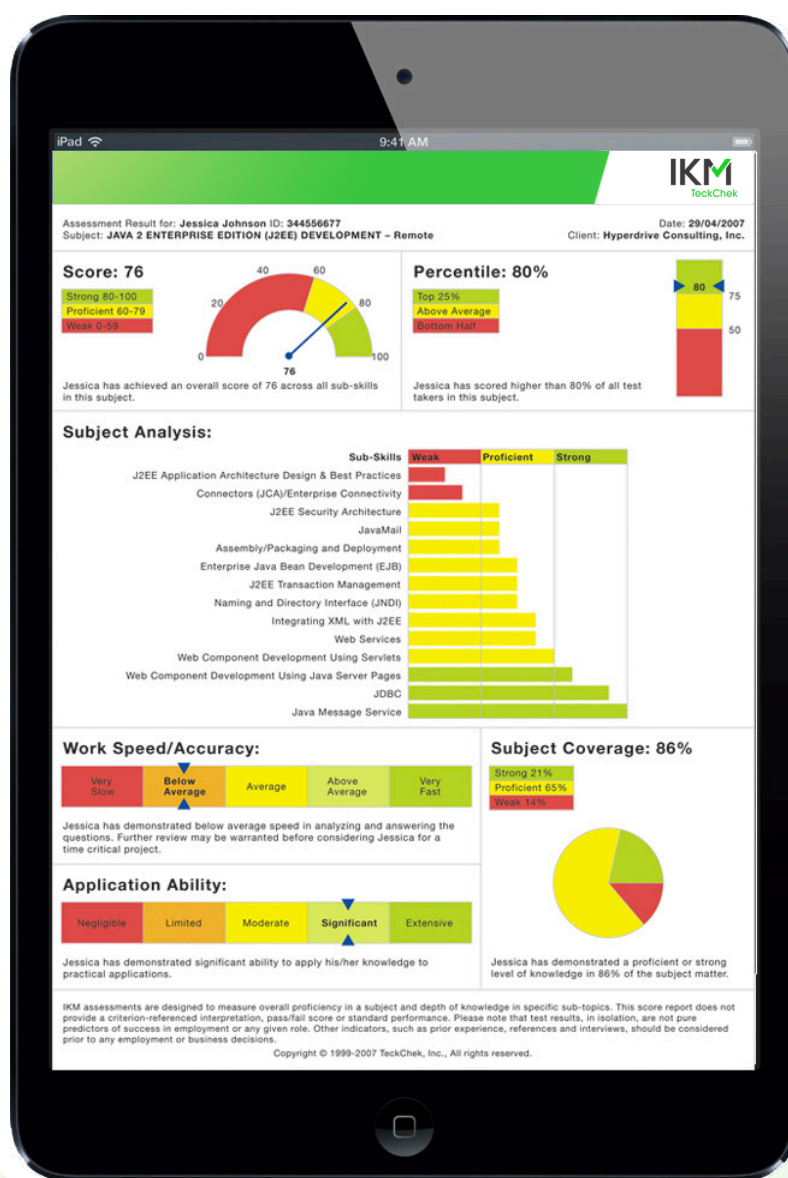 iPad
9:41 AM
IKM
TeckChek
Assessment Result for: Jessica Johnson ID: 344556677
Subject: JAVA 2 ENTERPRISE EDITION (J2EE) DEVELOPMENT – Remote
Date: 29/04/2007
Client: Hyperdrive Consulting, Inc.
Score: 76
Strong 80-100
Proficient 60-79
Weak 0-59
0
20
40
60
80
100
76
Jessica has achieved an overall score of 76 across all sub-skills
in this subject.
Percentile: 80%
Top 25%
Above Average
Bottom Half
80
75
50
Jessica has scored higher than 80% of all test
takers in this subject.
Subject Analysis:
Sub-Skills Weak Proficient Strong
J2EE Application Architecture Design & Best Practices
Connectors (JCA)/Enterprise Connectivity
J2EE Security Architecture
JavaMail
Assembly/Packaging and Deployment
Enterprise Java Bean Development (EJB)
J2EE Transaction Management
Naming and Directory Interface (JNDI)
Integrating XML with J2EE
Web Services
Web Component Development Using Servlets
Web Component Development Using Java Server Pages
JDBC
Java Message Service
Work Speed/Accuracy:
Very
Slow
Below
Average
Average
Above
Average
Very
Fast
Jessica has demonstrated below average speed in analyzing and answering the
questions. Further review may be warranted before considering Jessica for a
time critical project.
Application Ability:
Negligible Limited Moderate Significant Extensive
Jessica has demonstrated significant ability to apply his/her knowledge to
practical applications.
Subject Coverage: 86%
Strong 21%
Proficient 65%
Weak 14%
Jessica has demonstrated a proficient or strong
level of knowledge in 86% of the subject matter.
IKM assessments are designed to measure overall proficiency in a subject and depth of knowledge in specific sub-topics. This score report does not
provide a criterion-referenced interpretation, pass/fail score or standard performance. Please note that test results, in isolation, are not pure
predictors of success in employment or any given role. Other indicators, such as prior experience, references and interviews, should be considered
prior to any employment or business decisions.
Copyright © 1999-2007 TeckChek, Inc., All rights reserved.